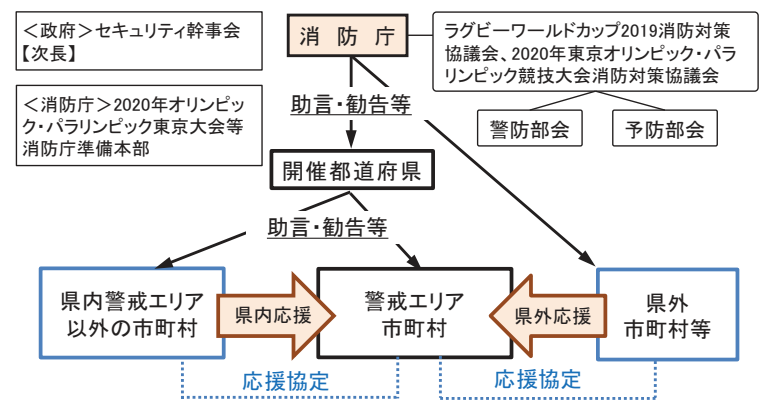 ＜政府＞セキュリティ幹事会
【次長】
消防庁
ラグビーワールドカップ2019消防対策
協議会、2020年東京オリンピック・パラ
リンピック競技大会消防対策協議会
＜消防庁＞2020年オリンピッ
ク・パラリンピック東京大会等
消防庁準備本部
助言・勧告等
警防部会
予防部会
開催都道府県
助言・勧告等
県内警戒エリア
以外の市町村
県内応援
警戒エリア
市町村
県外応援
県外
市町村等
応援協定
応援協定